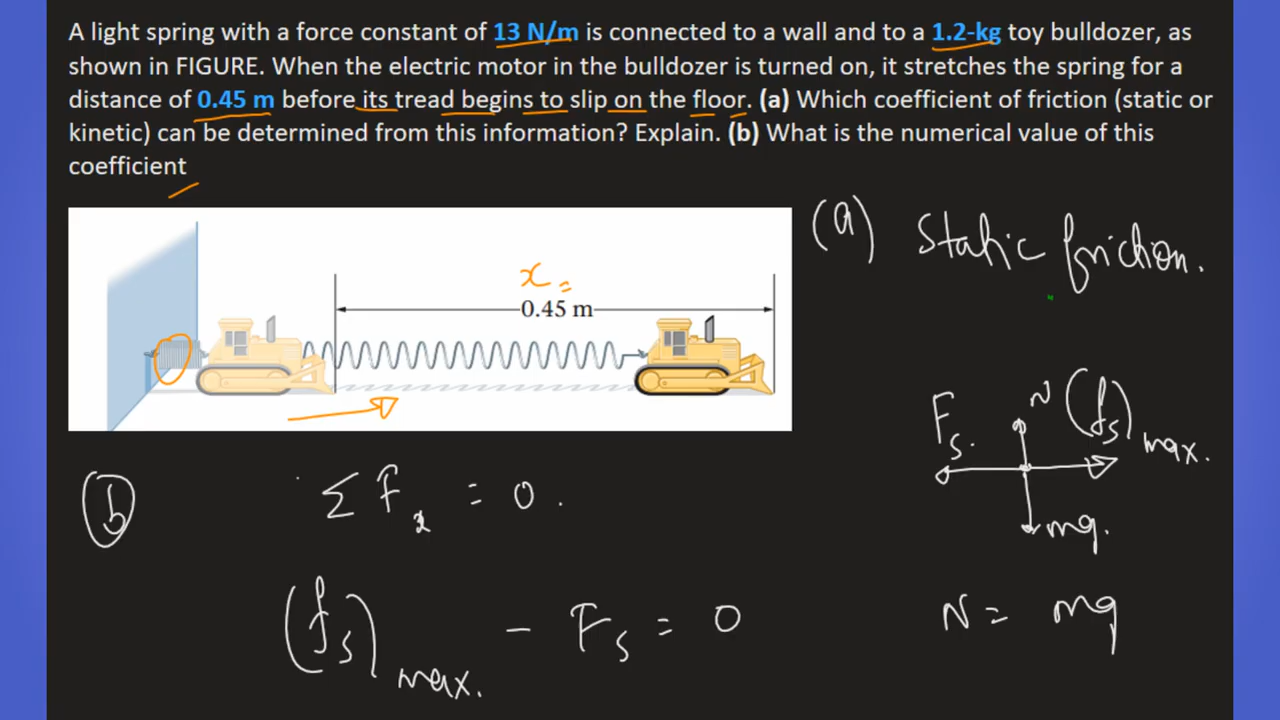 A light spring with a force constant of 13 N/m is connected to a wall and to a 1.2-kg toy bulldozer, as
shown in FIGURE. When the electric motor in the bulldozer is turned on, it stretches the spring for a
distance of 0.45 m before its tread begins to slip on the floor. (a) Which coefficient of friction (static or
kinetic) can be determined from this information? Explain. (b) What is the numerical value of this
coefficient
(a) Static friction.
x =
0.45 m
N (fs) max.
Fs.
mg.
(b) Σ Fx = 0.
(fs) max. - Fs = 0
N = mg